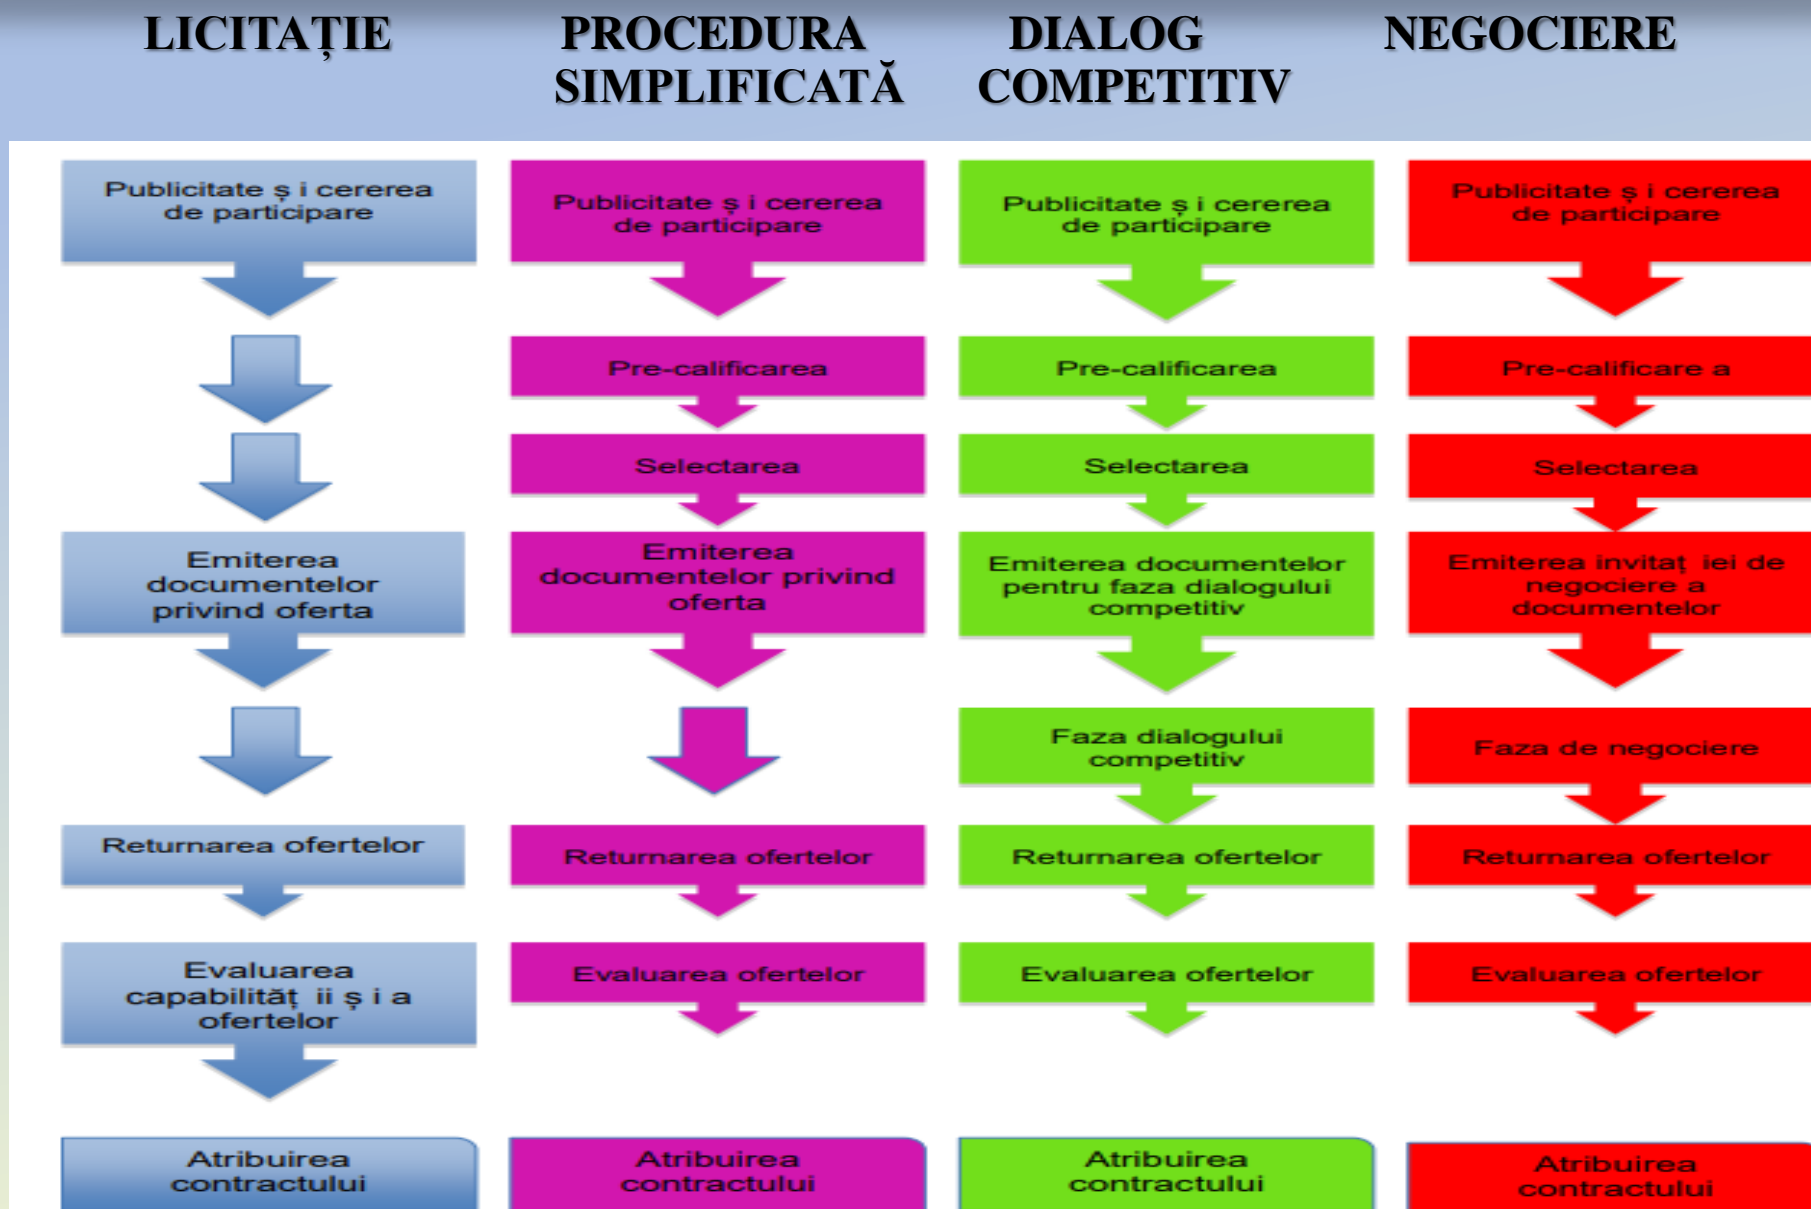 LICITAȚIE
PROCEDURA
SIMPLIFICATĂ
DIALOG
COMPETITIV
NEGOCIERE
Publicitate ș i cererea
de participare
Emiterea
documentelor
privind oferta
Returnarea ofertelor
Evaluarea
capabilităț ii ș i a
ofertelor
Atribuirea
contractului
Publicitate ș i cererea
de participare
Pre-calificarea
Selectarea
Emiterea
documentelor privind
oferta
Returnarea ofertelor
Evaluarea ofertelor
Atribuirea
contractului
Publicitate ș i cererea
de participare
Pre-calificarea
Selectarea
Emiterea documentelor
pentru faza dialogului
competitiv
Faza dialogului
competitiv
Returnarea ofertelor
Evaluarea ofertelor
Atribuirea
contractului
Publicitate ș i cererea
de participare
Pre-calificare a
Selectarea
Emiterea invitaț iei de
negociere a
documentelor
Faza de negociere
Returnarea ofertelor
Evaluarea ofertelor
Atribuirea
contractului